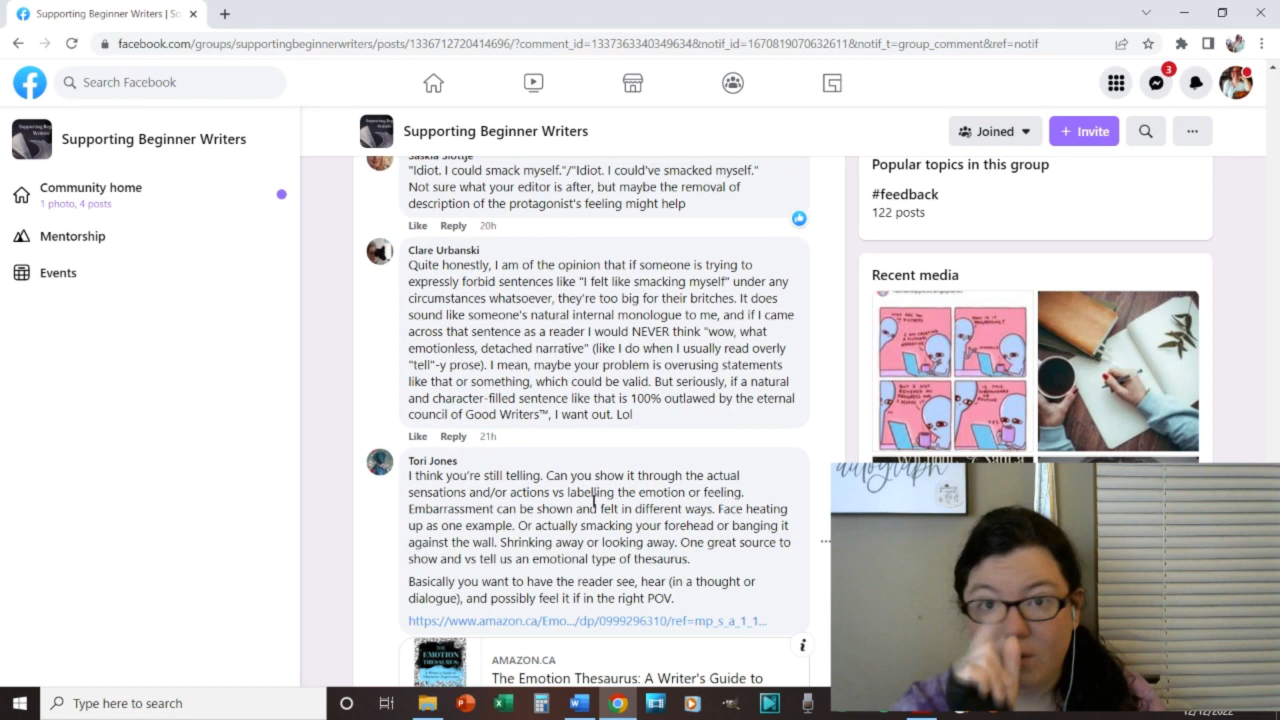 Supporting Beginner Writers | So
facebook.com/groups/supportingbeginnerwriters/posts/1336712720414696/?comment_id=1337363340349634&notif_id=1670819070632611&notif_t=group_comment&ref=notif
Search Facebook
3
Supporting Beginner Writers
Community home
1 photo, 4 posts
Mentorship
Events
Supporting Beginner Writers
Joined
+ Invite
Saskia Slottje
"Idiot. I could smack myself."/"Idiot. I could've smacked myself."
Not sure what your editor is after, but maybe the removal of
description of the protagonist's feeling might help
Like Reply 20h
Clare Urbanski
Quite honestly, I am of the opinion that if someone is trying to
expressly forbid sentences like "I felt like smacking myself" under any
circumstances whatsoever, they're too big for their britches. It does
sound like someone's natural internal monologue to me, and if I came
across that sentence as a reader I would NEVER think "wow, what
emotionless, detached narrative" (like I do when I usually read overly
"tell"-y prose). I mean, maybe your problem is overusing statements
like that or something, which could be valid. But seriously, if a natural
and character-filled sentence like that is 100% outlawed by the eternal
council of Good Writers™, I want out. Lol
Like Reply 21h
Tori Jones
I think you're still telling. Can you show it through the actual
sensations and/or actions vs labelling the emotion or feeling.
Embarrassment can be shown and felt in different ways. Face heating
up as one example. Or actually smacking your forehead or banging it
against the wall. Shrinking away or looking away. One great source to
show and vs tell us an emotional type of thesaurus.
Basically you want to have the reader see, hear (in a thought or
dialogue), and possibly feel it if in the right POV.
https://www.amazon.ca/Emo.../dp/0999296310/ref=mp_s_a_1_1...
THE
EMOTION
THESAURUS
AMAZON.CA
The Emotion Thesaurus: A Writer's Guide to
Popular topics in this group
#feedback
122 posts
Recent media
autograph
Type here to search
12/12/2022